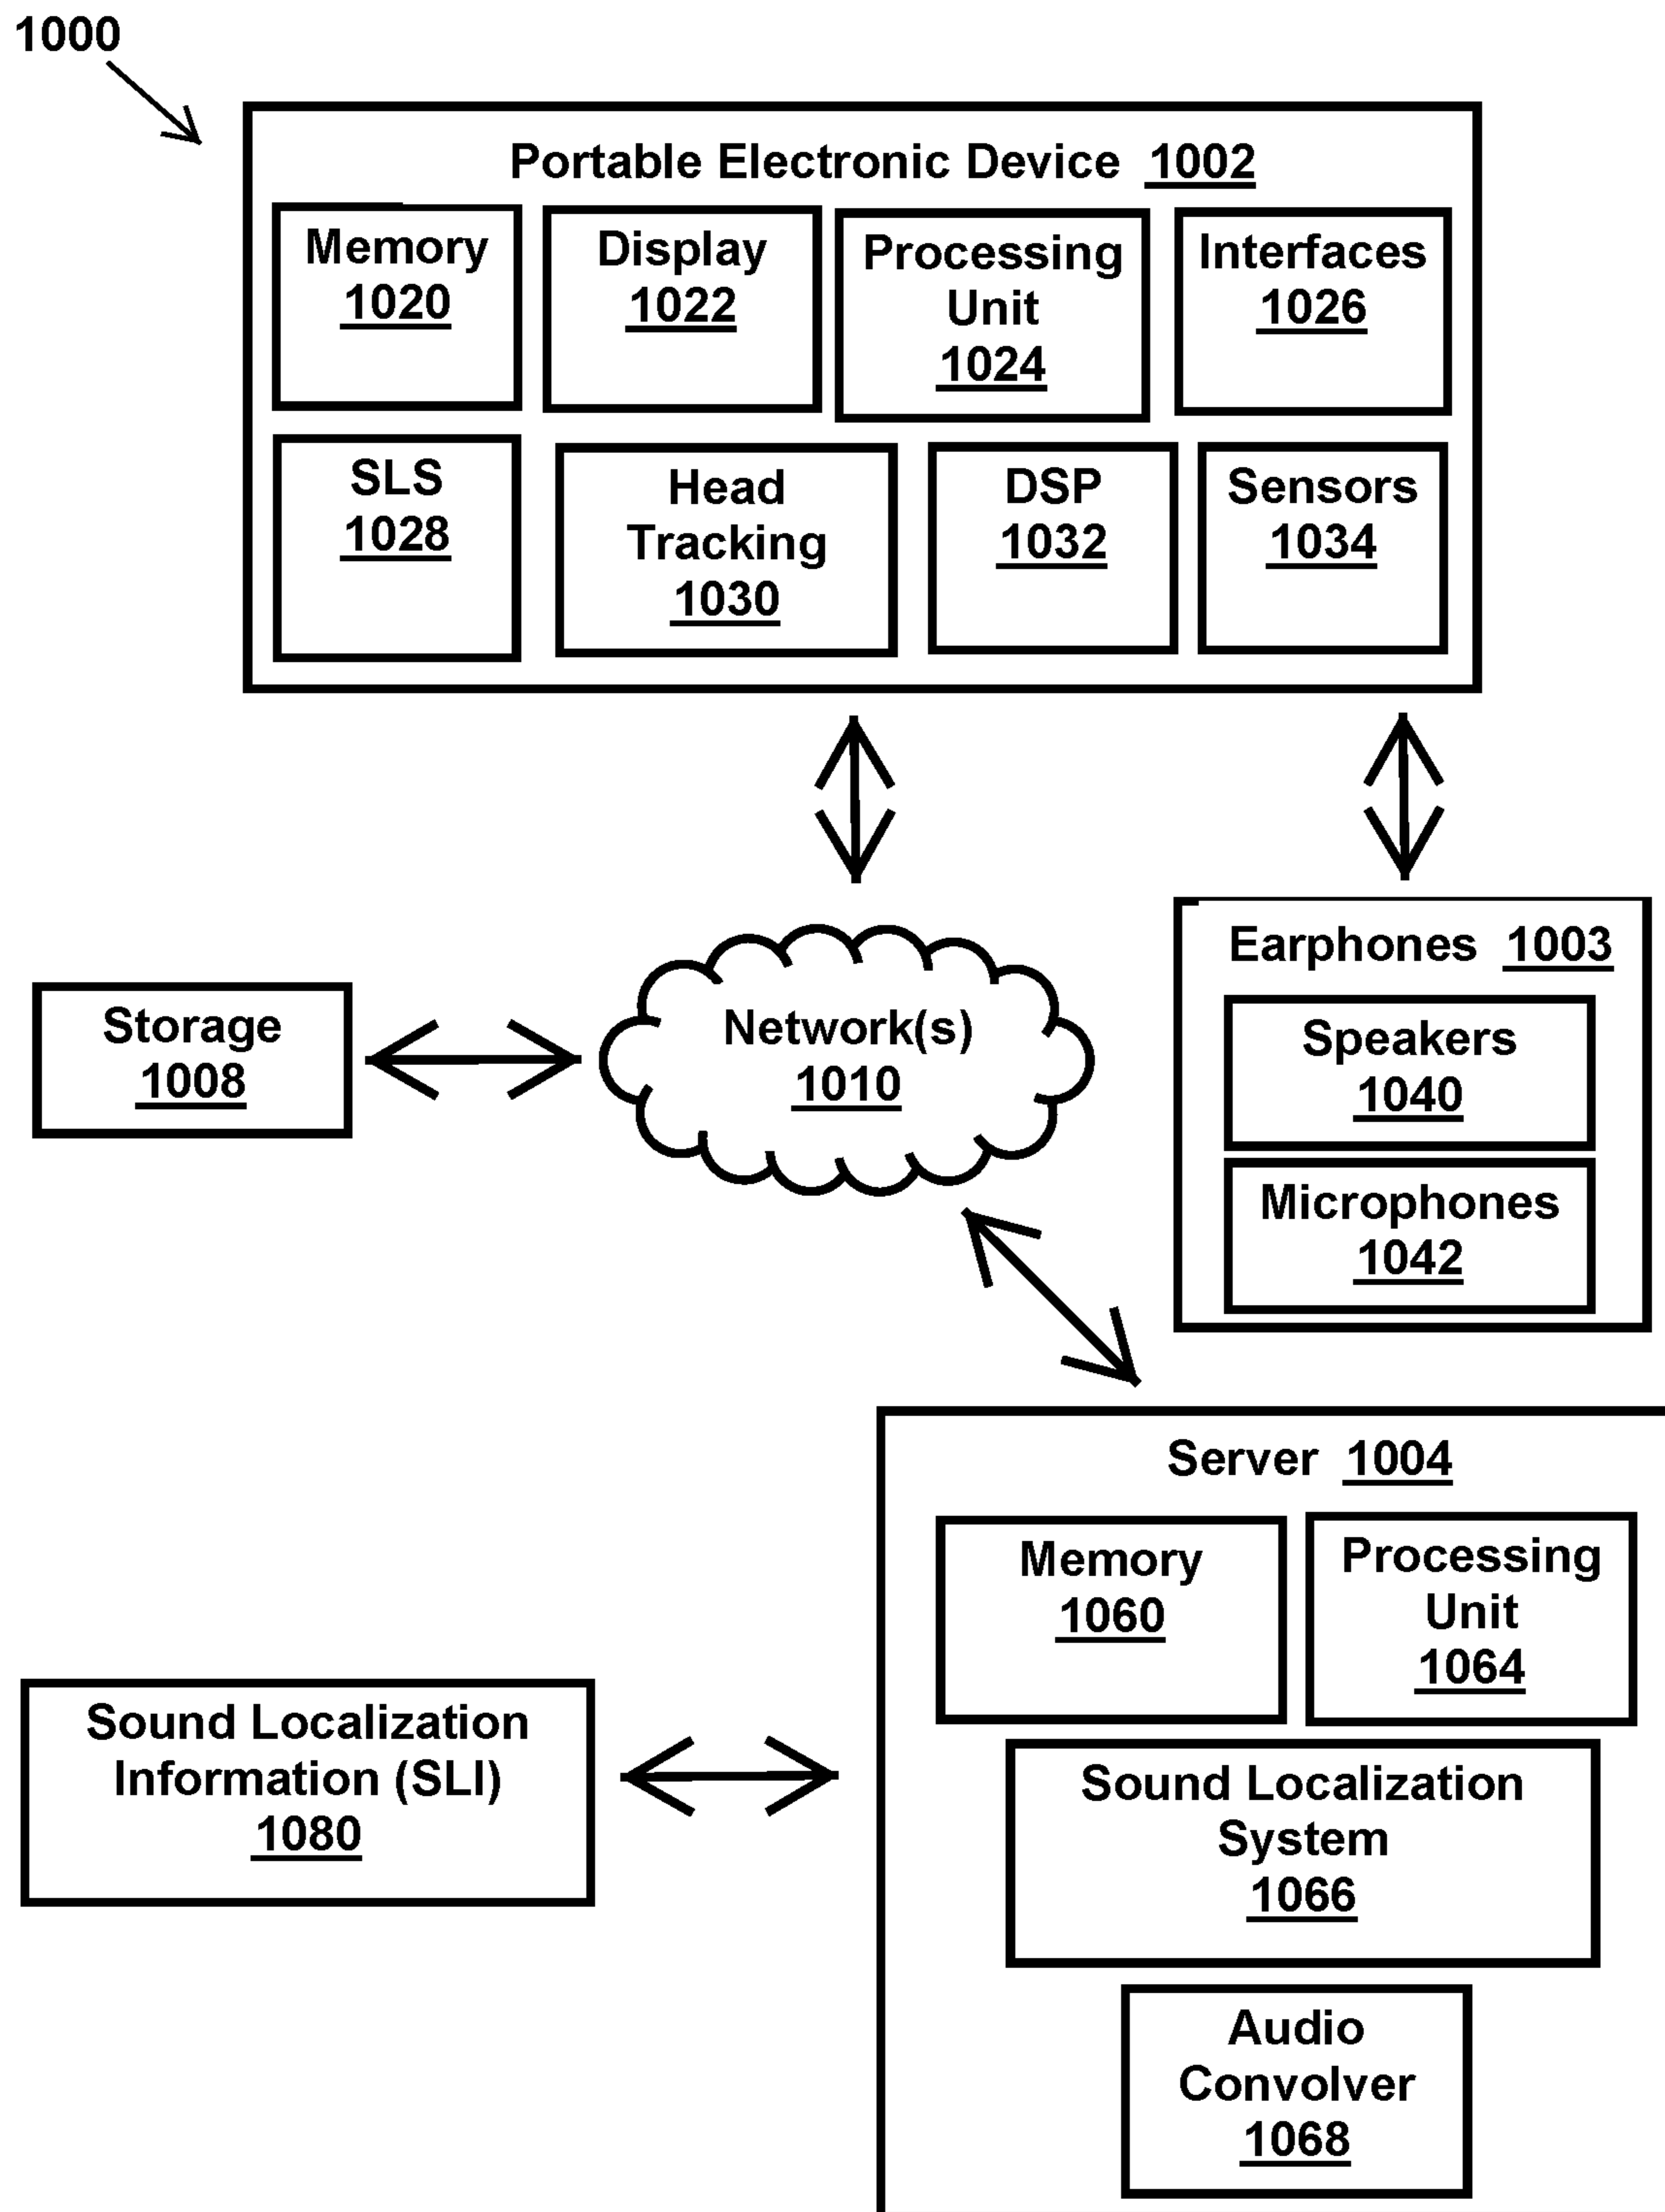 1000
Portable Electronic Device 1002
Memory
1020
Display
1022
Processing
Unit
1024
Interfaces
1026
SLS
1028
Head
Tracking
1030
DSP
1032
Sensors
1034
Storage
1008
Network(s)
1010
Earphones 1003
Speakers
1040
Microphones
1042
Server 1004
Memory
1060
Processing
Unit
1064
Sound Localization
Information (SLI)
1080
Sound Localization
System
1066
Audio
Convolver
1068